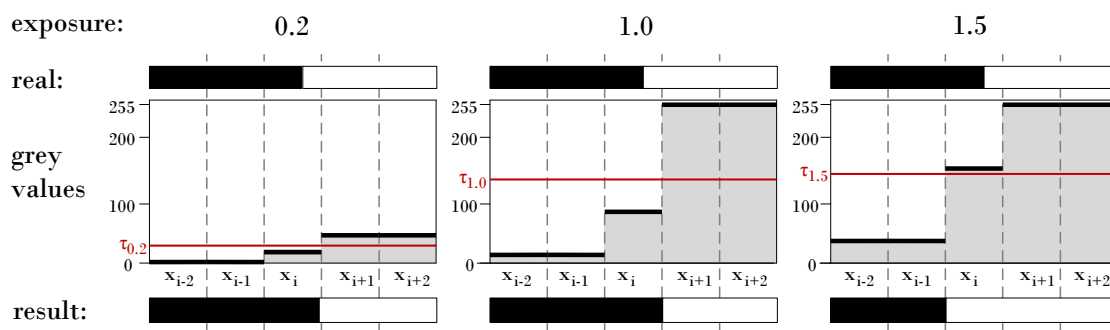 exposure: 0.2 1.0 1.5
real:
255 255 255
200 200 200
grey values
τ1.0 τ1.5
100 100 100
τ0.2
0 0 0
xi-2 xi-1 xi xi+1 xi+2 xi-2 xi-1 xi xi+1 xi+2 xi-2 xi-1 xi xi+1 xi+2
result: